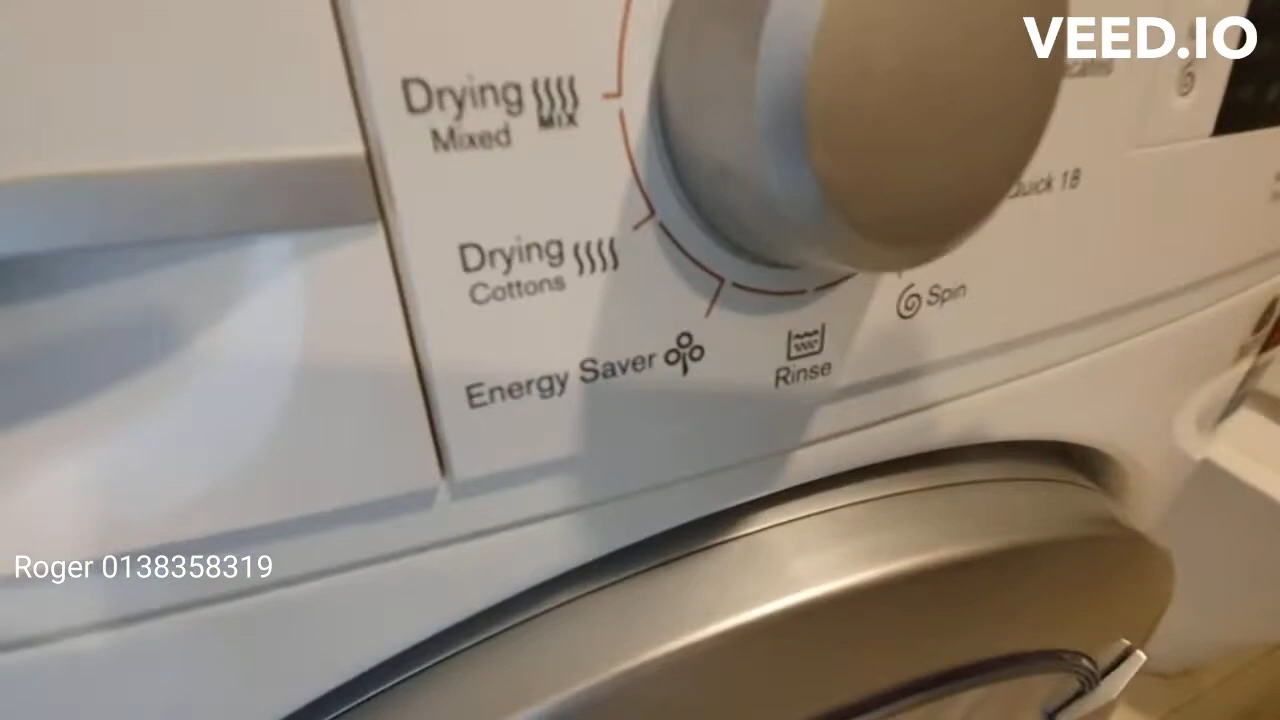 VEED.IO
Drying
MIX
Mixed
Quick 18
Drying
Cottons
Spin
Energy Saver
Rinse
Roger 0138358319